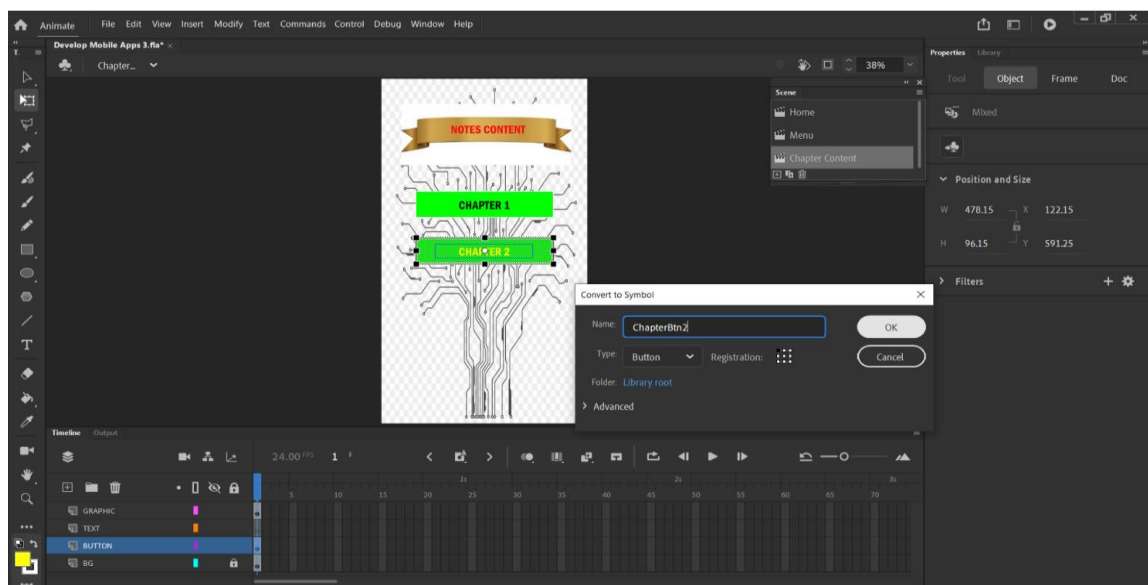 Animate File Edit View Insert Modify Text Commands Control Debug Window Help
Develop Mobile Apps 3.fla* ×
Chapter... 38%
Properties Library
Tool Object Frame Doc
Mixed
Position and Size
W 478.15 X 122.15
H 96.15 Y 591.25
Filters
Scene
Home
Menu
Chapter Content
NOTES CONTENT
CHAPTER 1
CHAPTER 2
Convert to Symbol
Name: ChapterBtn2
OK
Type: Button Registration:
Cancel
Folder: Library root
Advanced
Timeline Output
24.00 FPS 1 F
1s 2s 3s
5 10 15 20 25 30 35 40 45 50 55 60 65 70
GRAPHIC
TEXT
BUTTON
BG